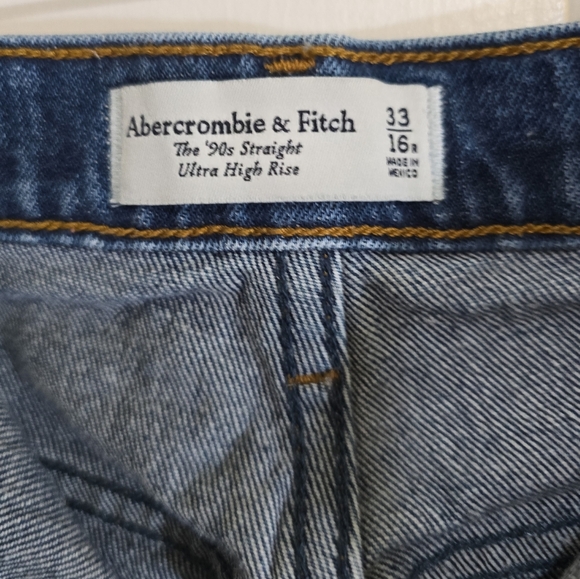 Abercrombie & Fitch
The '90s Straight
Ultra High Rise
33
16R
MADE IN
MEXICO